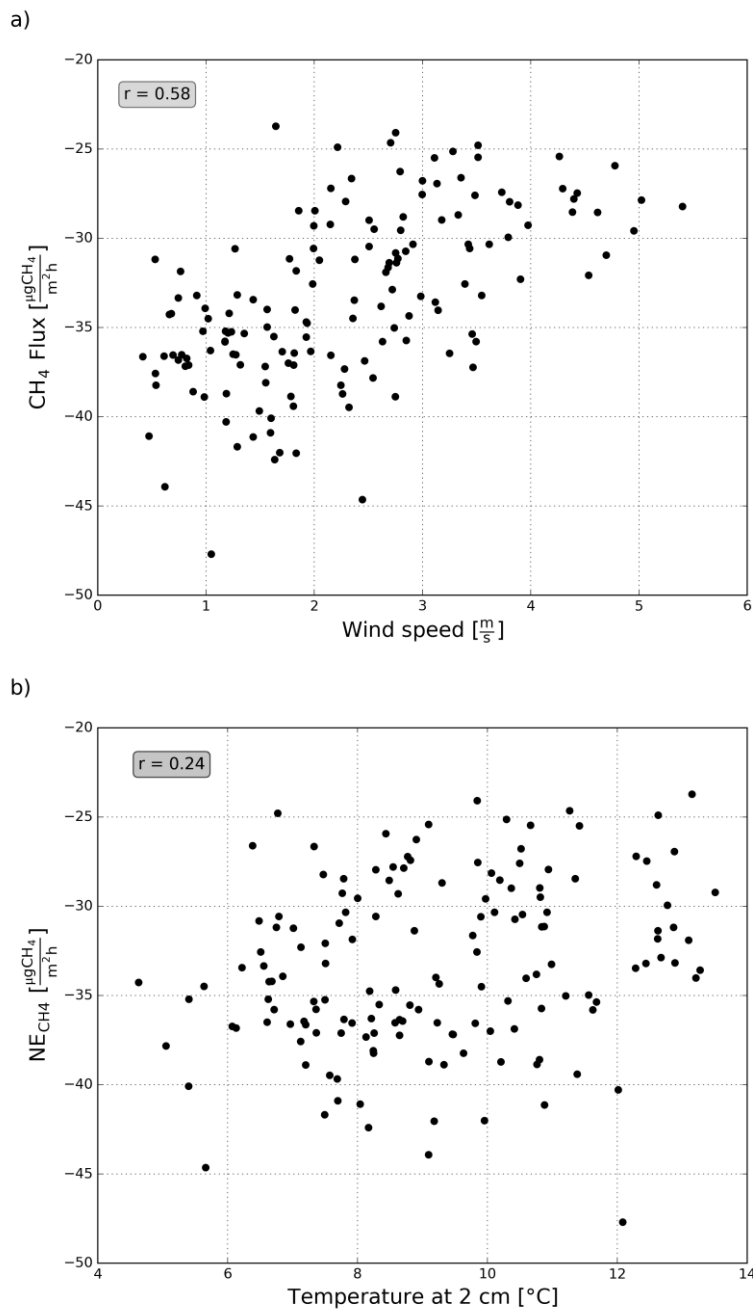 a)
−20
r = 0.58
−25
−30
−35
−40
−45
−50
CH₄ Flux [μgCH₄/m²h]
0 1 2 3 4 5 6
Wind speed [m/s]
b)
−20
r = 0.24
−25
−30
−35
−40
−45
−50
NE_CH4 [μgCH₄/m²h]
4 6 8 10 12 14
Temperature at 2 cm [°C]